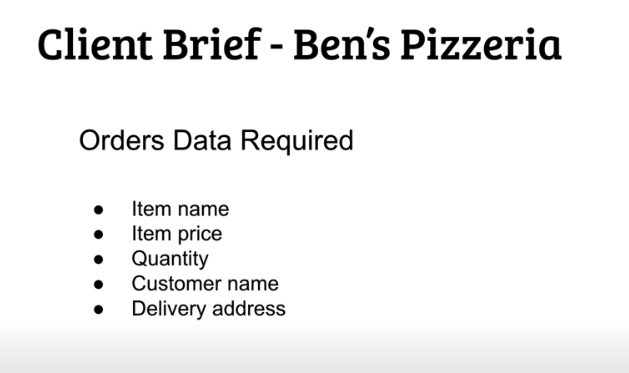 Client Brief - Ben's Pizzeria
Orders Data Required
● Item name
● Item price
● Quantity
● Customer name
● Delivery address